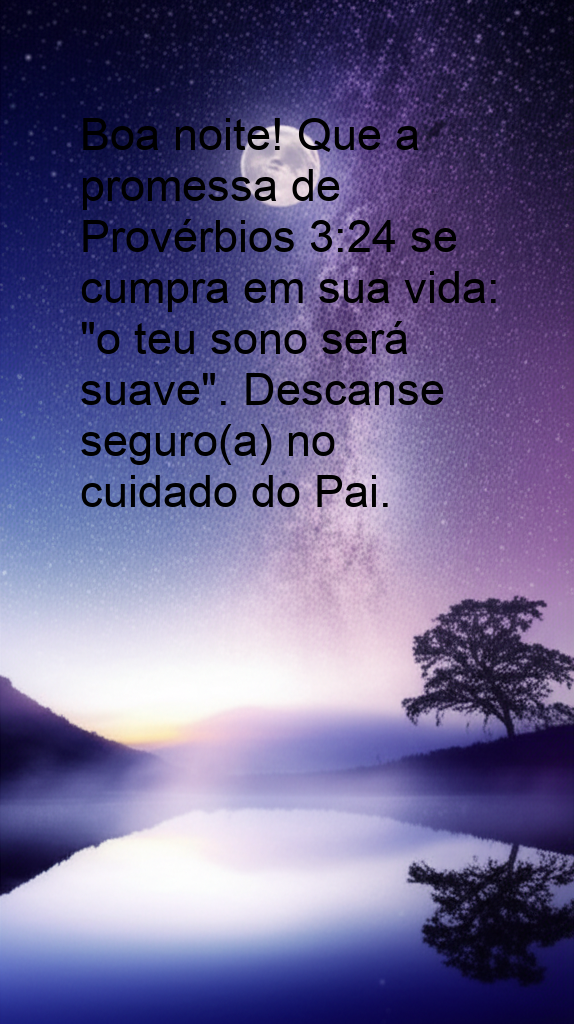 Boa noite! Que a
promessa de
Provérbios 3:24 se
cumpra em sua vida:
"o teu sono será
suave". Descanse
seguro(a) no
cuidado do Pai.